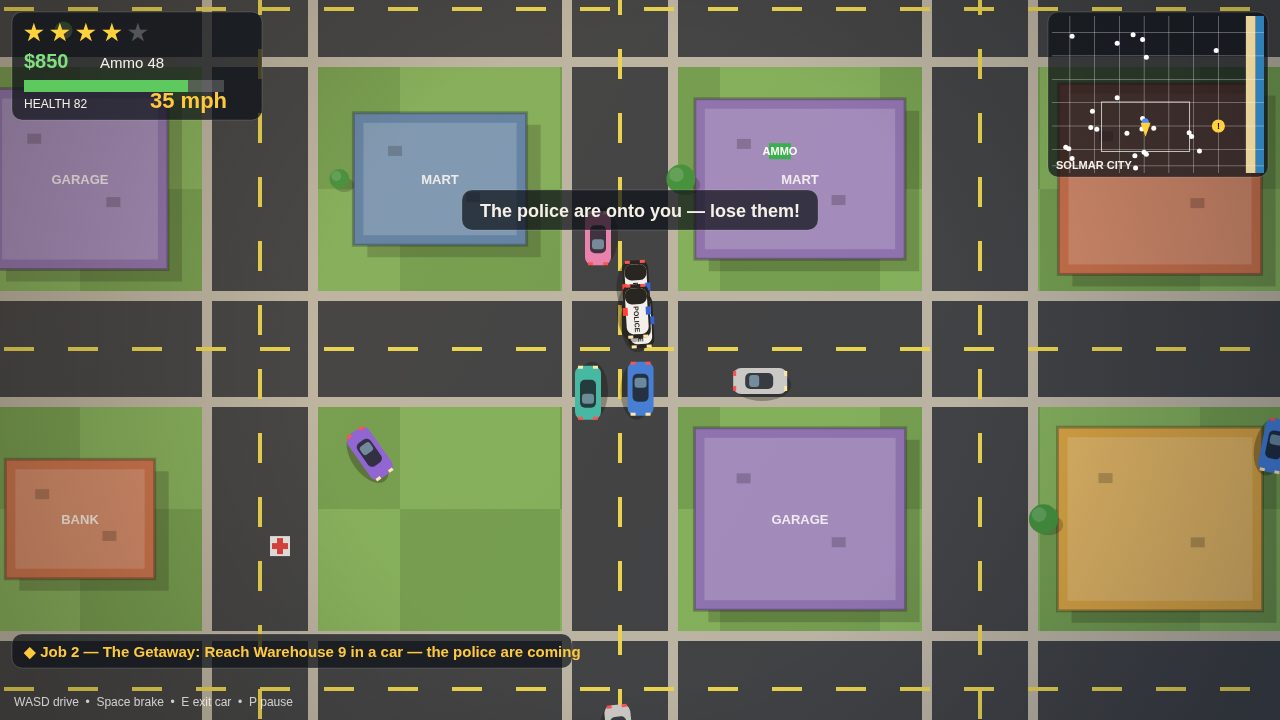 $850 Ammo 48
HEALTH 82 35 mph
SOLMAR CITY
GARAGE
MART
AMMO
MART
The police are onto you — lose them!
POLICE
BANK
GARAGE
◆ Job 2 — The Getaway: Reach Warehouse 9 in a car — the police are coming
WASD drive • Space brake • E exit car • P pause